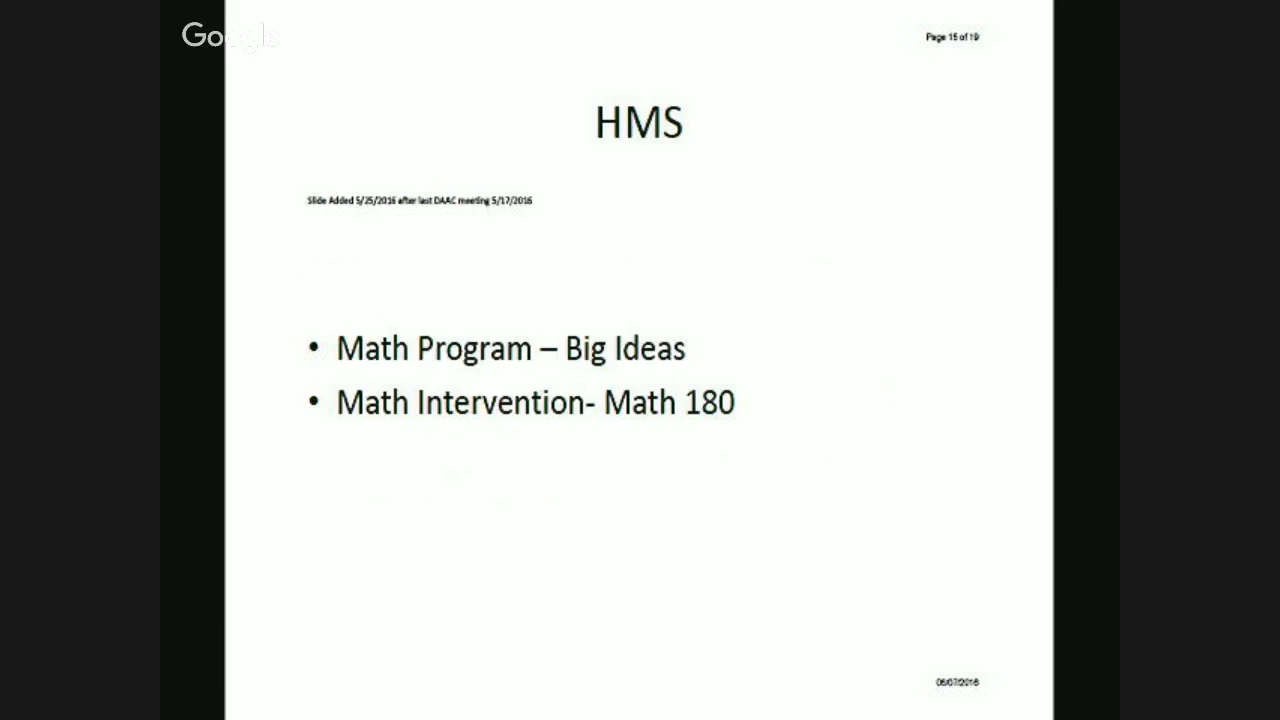 Google
Page 15 of 19
HMS
Slide Added 5/25/2016 after last DAAC meeting 5/17/2016
• Math Program – Big Ideas
• Math Intervention- Math 180
06/07/2016